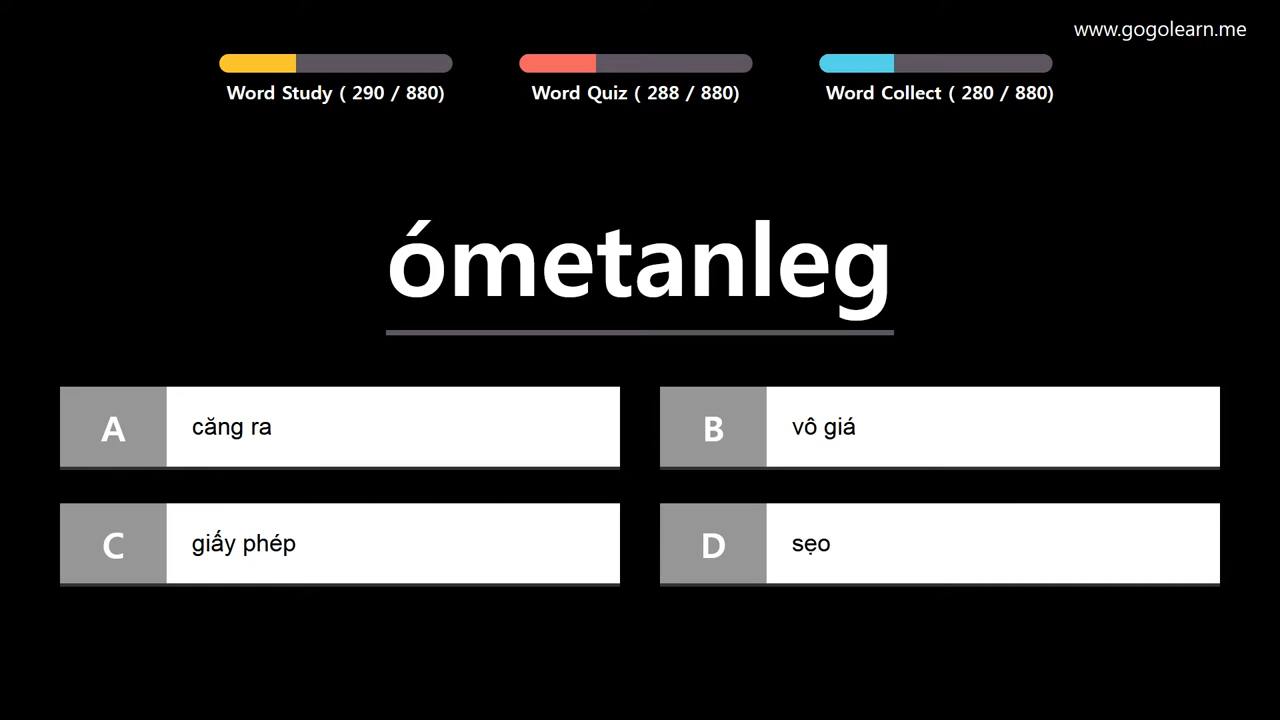 www.gogolearn.me
Word Study ( 290 / 880)
Word Quiz ( 288 / 880)
Word Collect ( 280 / 880)
ómetanleg
A căng ra
B vô giá
C giấy phép
D sẹo